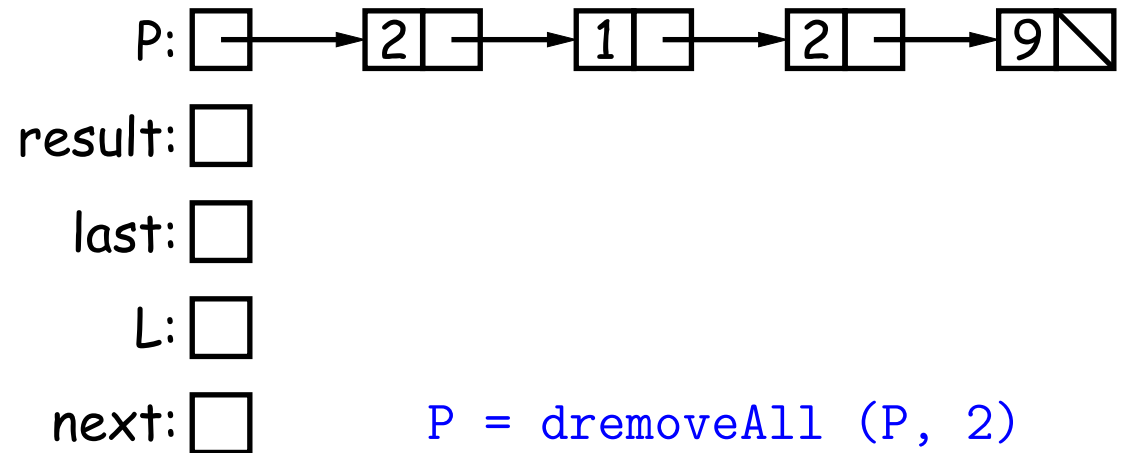 P: 2 1 2 9
result:
last:
L:
next: P = dremoveAll (P, 2)